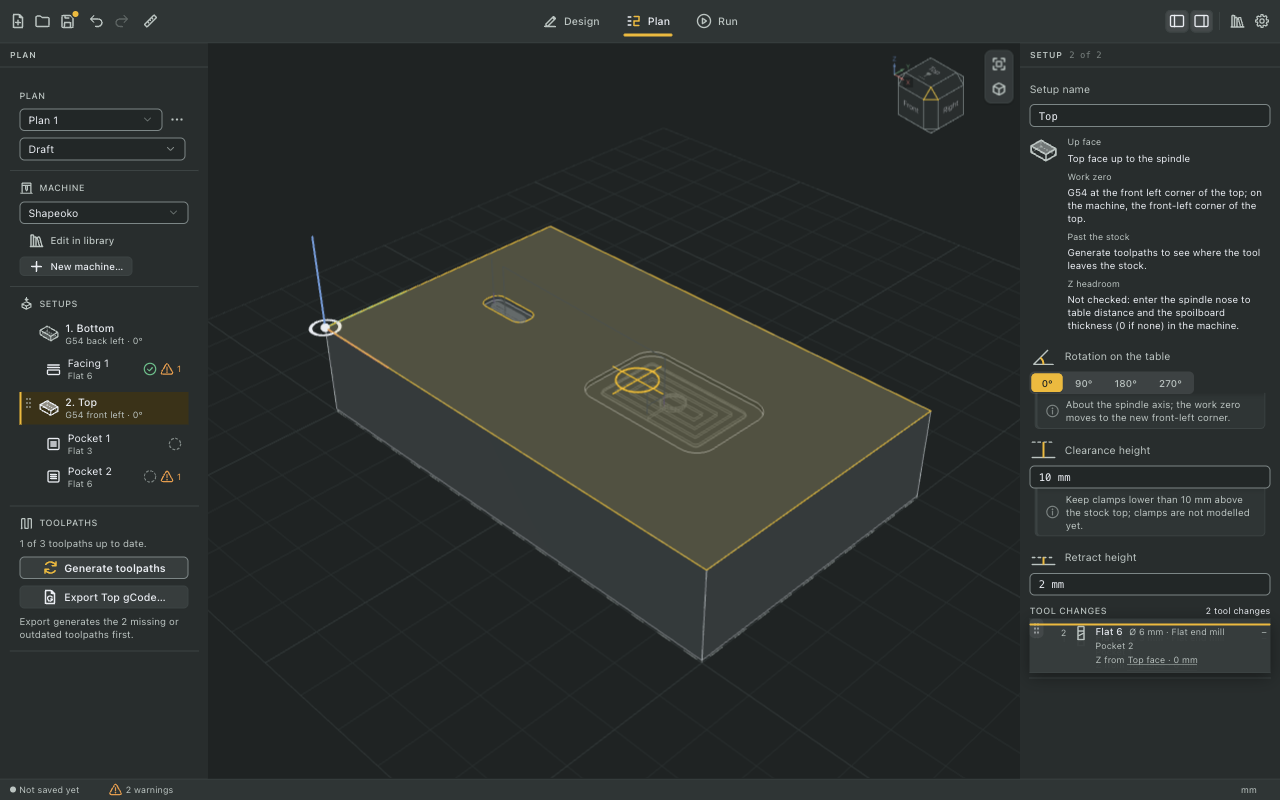 Design
Plan
Run
PLAN
SETUP 2 of 2
PLAN
Plan 1
Draft
MACHINE
Shapeoko
Edit in library
New machine...
SETUPS
1. Bottom
G54 back left · 0°
Facing 1
Flat 6
1
2. Top
G54 front left · 0°
Pocket 1
Flat 3
Pocket 2
Flat 6
1
TOOLPATHS
1 of 3 toolpaths up to date.
Generate toolpaths
Export Top gCode...
Export generates the 2 missing or
outdated toolpaths first.
Top
Front
Right
Setup name
Top
Up face
Top face up to the spindle
Work zero
G54 at the front left corner of the top; on
the machine, the front-left corner of the
top.
Past the stock
Generate toolpaths to see where the tool
leaves the stock.
Z headroom
Not checked: enter the spindle nose to
table distance and the spoilboard
thickness (0 if none) in the machine.
Rotation on the table
0° 90° 180° 270°
About the spindle axis; the work zero
moves to the new front-left corner.
Clearance height
10 mm
Keep clamps lower than 10 mm above
the stock top; clamps are not modelled
yet.
Retract height
2 mm
TOOL CHANGES 2 tool changes
2 Flat 6 Ø 6 mm · Flat end mill –
Pocket 2
Z from Top face · 0 mm
Not saved yet
2 warnings
mm